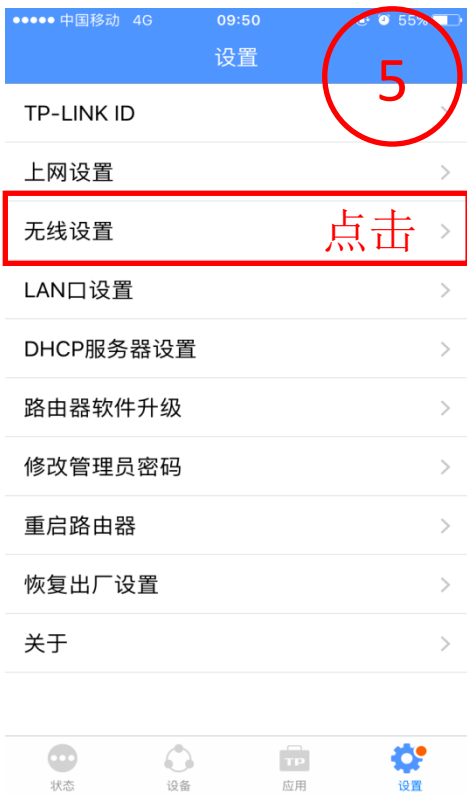 ●●●●● 中国移动 4G 09:50 55%
设置
5
TP-LINK ID
上网设置
无线设置 点击
LAN口设置
DHCP服务器设置
路由器软件升级
修改管理员密码
重启路由器
恢复出厂设置
关于
TP
状态 设备 应用 设置